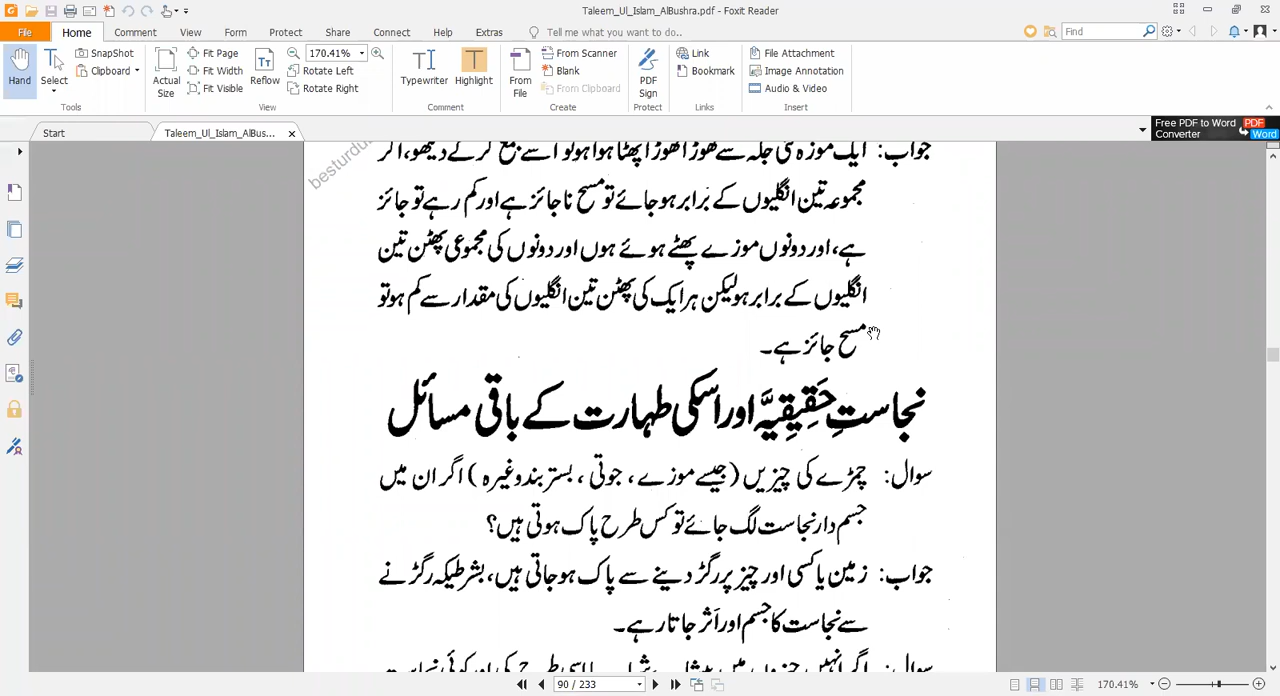 Taleem_Ul_Islam_AlBushra.pdf - Foxit Reader
File Home Comment View Form Protect Share Connect Help Extras Tell me what you want to do.. Find
Hand Select SnapShot Clipboard Actual Size Fit Page Fit Width Fit Visible Reflow 170.41% Rotate Left Rotate Right Typewriter Highlight From File From Scanner Blank From Clipboard PDF Sign Link Bookmark File Attachment Image Annotation Audio & Video
Tools View Comment Create Protect Links Insert
Start Taleem_Ul_Islam_AlBus... Free PDF to Word Converter PDF Word
besturdu
جواب: ایک موزہ کئی جگہ سے تھوڑا تھوڑا پھٹا ہوا ہو تو اسے جمع کرکے دیکھو، اگر
مجموعہ تین انگلیوں کے برابر ہوجائے تو مسح ناجائز ہے اور کم رہے تو جائز
ہے، اور دونوں موزے پھٹے ہوئے ہوں اور دونوں کی مجموعی پھٹن تین
انگلیوں کے برابر ہو لیکن ہر ایک کی پھٹن تین انگلیوں کی مقدار سے کم ہو تو
مسح جائز ہے۔
نجاستِ حَقِیقِیَّہ اور اسکی طہارت کے باقی مسائل
سوال: چمڑے کی چیزیں (جیسے موزے، جوتی، بستر بند وغیرہ) اگر ان میں
جسم دار نجاست لگ جائے تو کس طرح پاک ہوتی ہیں؟
جواب: زمین یا کسی اور چیز پر رگڑ دینے سے پاک ہوجاتی ہیں، بشرطیکہ رگڑنے
سے نجاست کا جسم اور اَثر جاتا رہے۔
90 / 233 170.41%